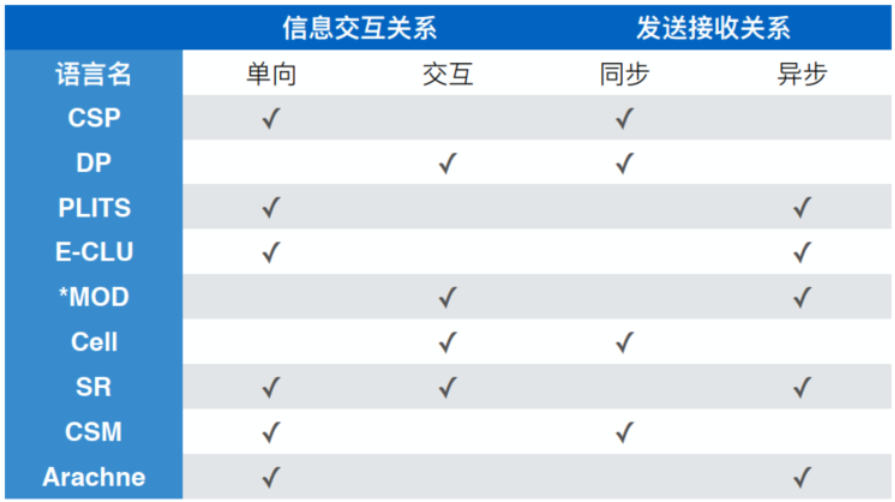 信息交互关系 发送接收关系
语言名 单向 交互 同步 异步
CSP ✓ ✓
DP ✓ ✓
PLITS ✓ ✓
E-CLU ✓ ✓
*MOD ✓ ✓
Cell ✓ ✓
SR ✓ ✓ ✓
CSM ✓ ✓
Arachne ✓ ✓